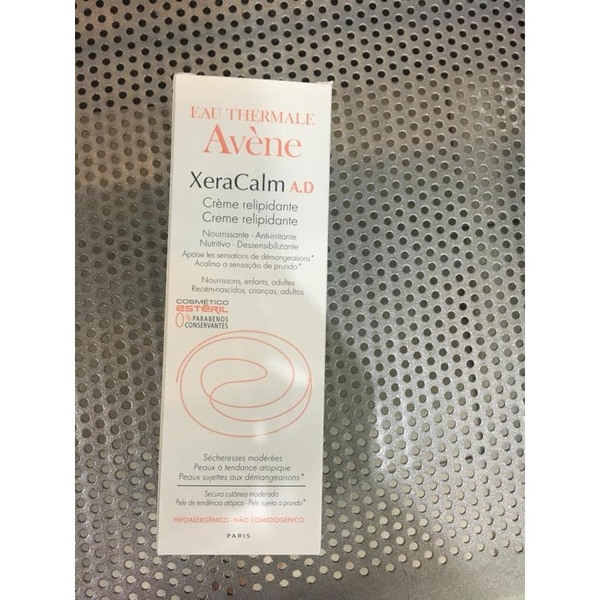 EAU THERMALE
Avène
XeraCalm A.D
Crème relipidante
Creme relipidante
Nourrissante - Anti-irritante
Nutritivo - Dessensibilizante
Apaise les sensations de démangeaisons*
Acalma a sensação de prurido*
Nourrissons, enfants, adultes
Recém-nascidos, crianças, adultos
COSMÉTICO
ESTÉRIL
0% PARABENOS
CONSERVANTES
Sécheresses modérées
Peaux à tendance atopique
Peaux sujettes aux démangeaisons*
Secura cutânea moderada
Pele de tendência atópica - Pele sujeita a prurido*
HIPOALERGÉNICO - NÃO COMEDOGÉNICO
PARIS